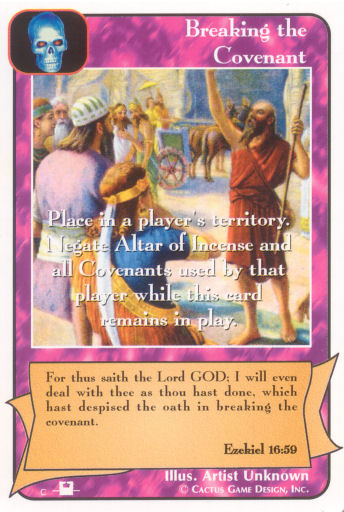 Breaking the
Covenant
Place in a player's territory.
Negate Altar of Incense and
all Covenants used by that
player while this card
remains in play.
For thus saith the Lord GOD; I will even
deal with thee as thou hast done, which
hast despised the oath in breaking the
covenant.
Ezekiel 16:59
Illus. Artist Unknown
C © CACTUS GAME DESIGN, INC.